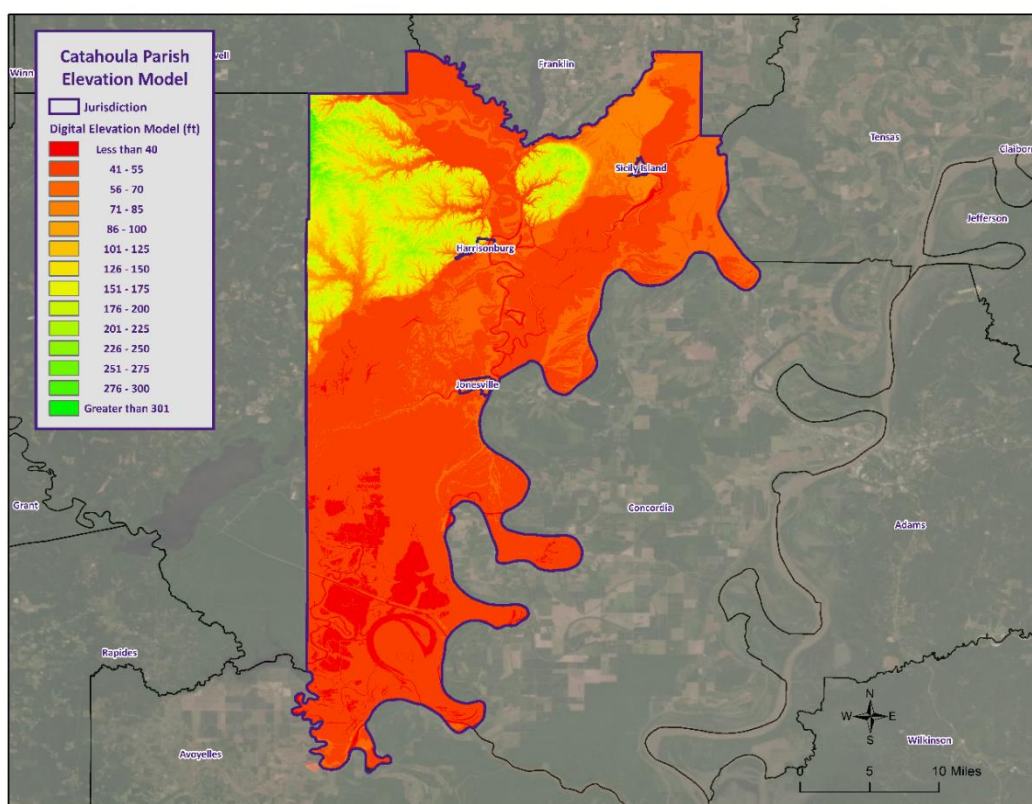 Catahoula Parish
Elevation Model
Jurisdiction
Digital Elevation Model (ft)
Less than 40
41 - 55
56 - 70
71 - 85
86 - 100
101 - 125
126 - 150
151 - 175
176 - 200
201 - 225
226 - 250
251 - 275
276 - 300
Greater than 301
Winn
well
Franklin
Tensas
Claibor
Sicily Island
Jefferson
Harrisonburg
Jonesville
Grant
Concordia
Adams
Rapides
Avoyelles
Wilkinson
N
W E
S
0 5 10 Miles